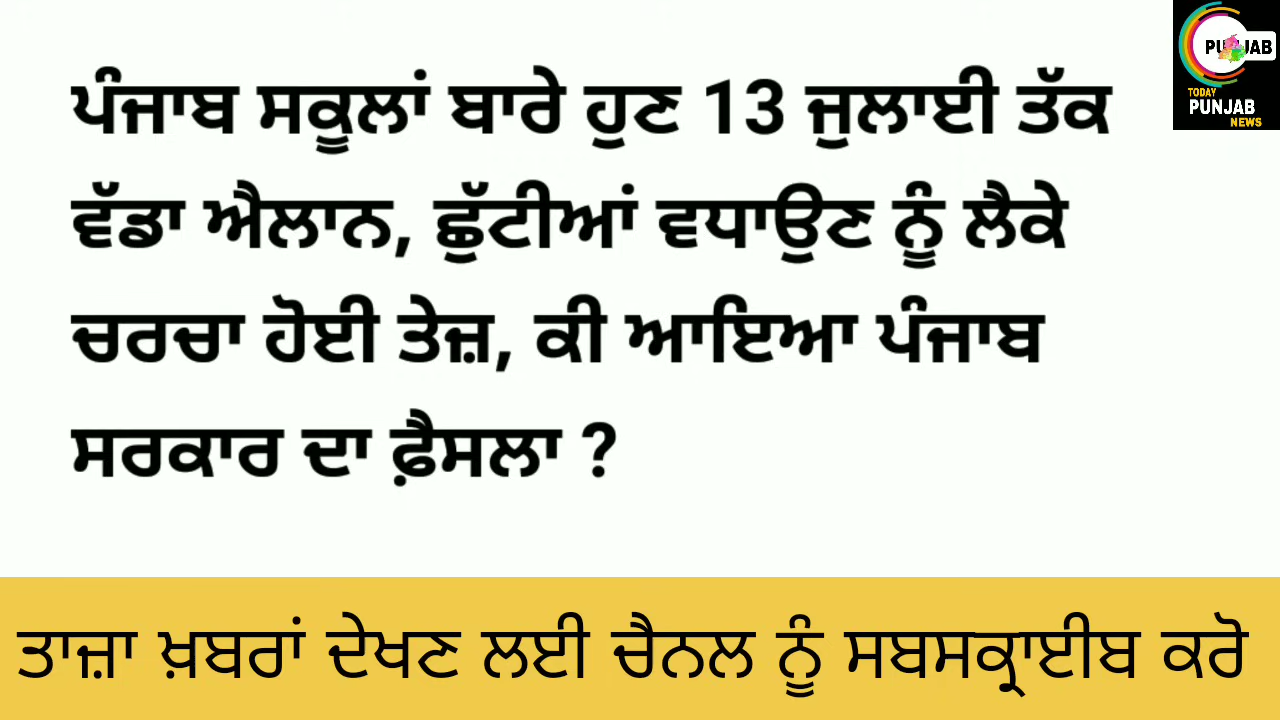 ਪੰਜਾਬ ਸਕੂਲਾਂ ਬਾਰੇ ਹੁਣ 13 ਜੁਲਾਈ ਤੱਕ
ਵੱਡਾ ਐਲਾਨ, ਛੁੱਟੀਆਂ ਵਧਾਉਣ ਨੂੰ ਲੈਕੇ
ਚਰਚਾ ਹੋਈ ਤੇਜ਼, ਕੀ ਆਇਆ ਪੰਜਾਬ
ਸਰਕਾਰ ਦਾ ਫ਼ੈਸਲਾ ?
PUNJAB
TODAY
PUNJAB
NEWS
ਤਾਜ਼ਾ ਖ਼ਬਰਾਂ ਦੇਖਣ ਲਈ ਚੈਨਲ ਨੂੰ ਸਬਸਕ੍ਰਾਈਬ ਕਰੋ